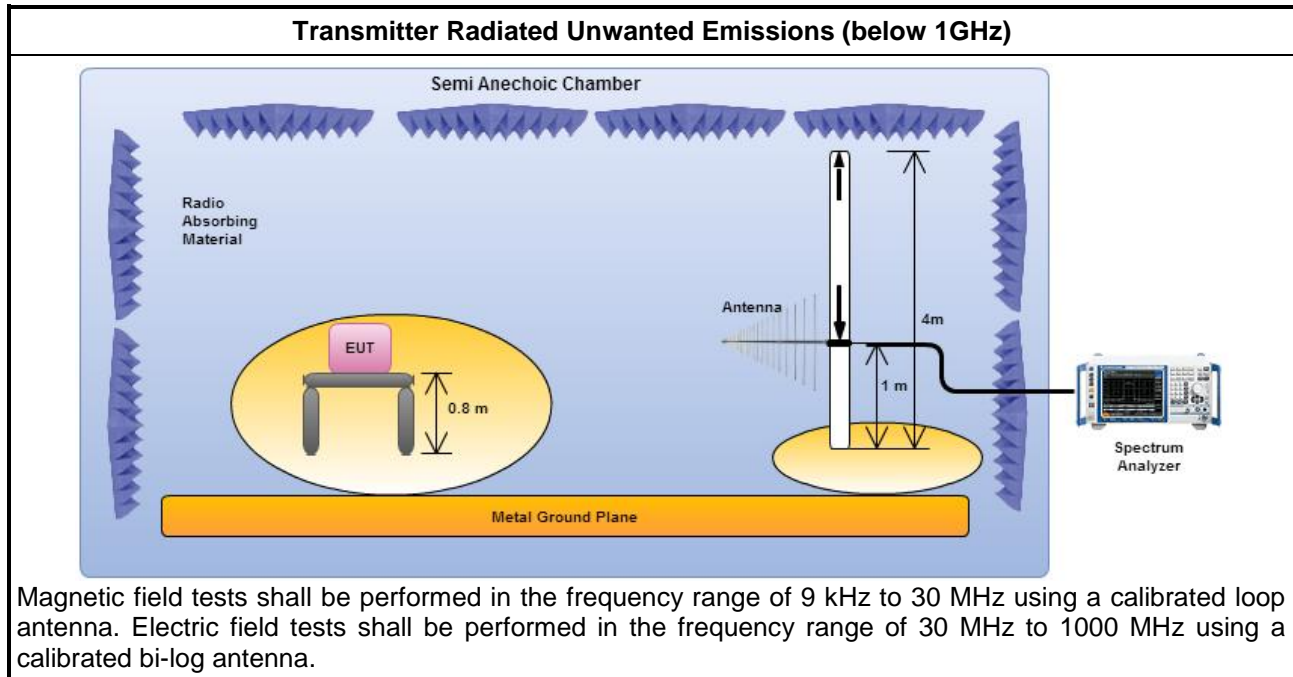 Transmitter Radiated Unwanted Emissions (below 1GHz)
Semi Anechoic Chamber
Radio
Absorbing
Material
Antenna
4m
EUT
1 m
0.8 m
Spectrum
Analyzer
Metal Ground Plane
Magnetic field tests shall be performed in the frequency range of 9 kHz to 30 MHz using a calibrated loop
antenna. Electric field tests shall be performed in the frequency range of 30 MHz to 1000 MHz using a
calibrated bi-log antenna.